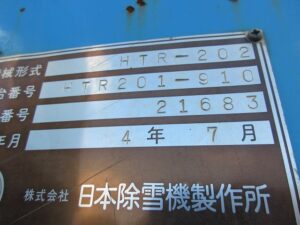 械形式 HTR-202
台番号 HTR201-910
番号 21683
年月 4年7月
株式会社 日本除雪機製作所